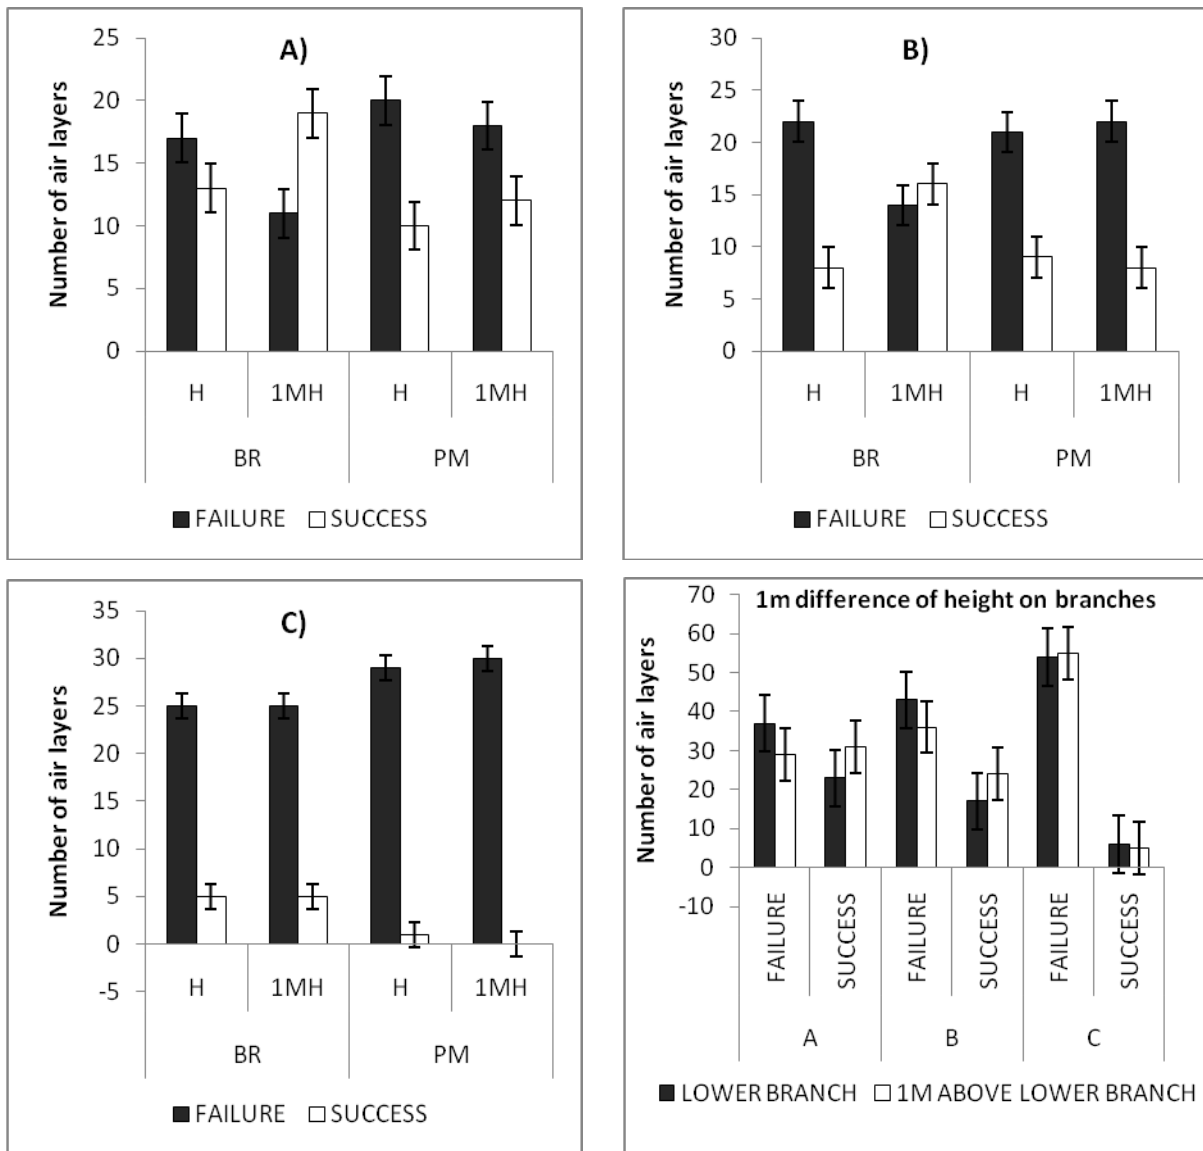 A)
Number of air layers
25
20
15
10
5
0
H 1MH H 1MH
BR PM
FAILURE SUCCESS
B)
Number of air layers
30
25
20
15
10
5
0
H 1MH H 1MH
BR PM
FAILURE SUCCESS
C)
Number of air layers
35
30
25
20
15
10
5
0
-5
H 1MH H 1MH
BR PM
FAILURE SUCCESS
1m difference of height on branches
Number of air layers
70
60
50
40
30
20
10
0
-10
FAILURE SUCCESS FAILURE SUCCESS FAILURE SUCCESS
A B C
LOWER BRANCH 1M ABOVE LOWER BRANCH